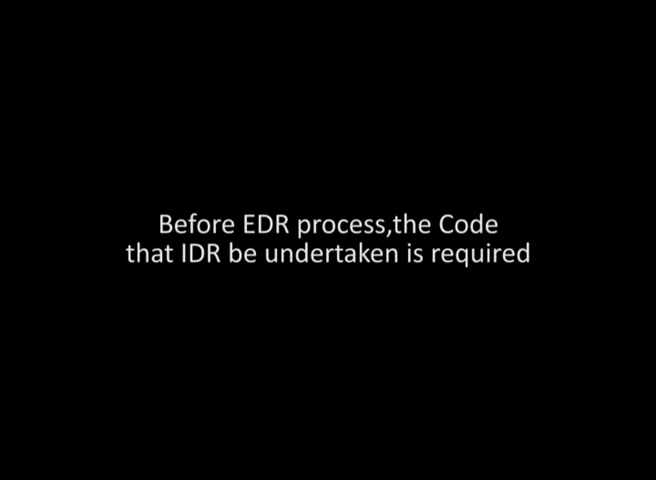 Before EDR process,the Code
that IDR be undertaken is required